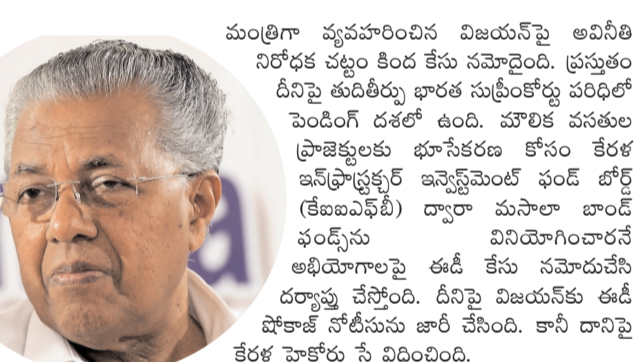 మంత్రిగా వ్యవహరించిన విజయన్‌పై అవినీతి
నిరోధక చట్టం కింద కేసు నమోదైంది. ప్రస్తుతం
దీనిపై తుదితీర్పు భారత సుప్రీంకోర్టు పరిధిలో
పెండింగ్ దశలో ఉంది. మౌలిక వసతుల
ప్రాజెక్టులకు భూసేకరణ కోసం కేరళ
ఇన్‌ఫ్రాస్ట్రక్చర్ ఇన్వెస్ట్‌మెంట్ ఫండ్ బోర్డ్
(కేఐఐఎఫ్‌బీ) ద్వారా మసాలా బాండ్
ఫండ్స్‌ను వినియోగించారనే
అభియోగాలపై ఈడీ కేసు నమోదుచేసి
దర్యాప్తు చేస్తోంది. దీనిపై విజయన్‌కు ఈడీ
షోకాజ్ నోటీసును జారీ చేసింది. కానీ దానిపై
కేరళ హైకోర్టు స్టే విధించింది.